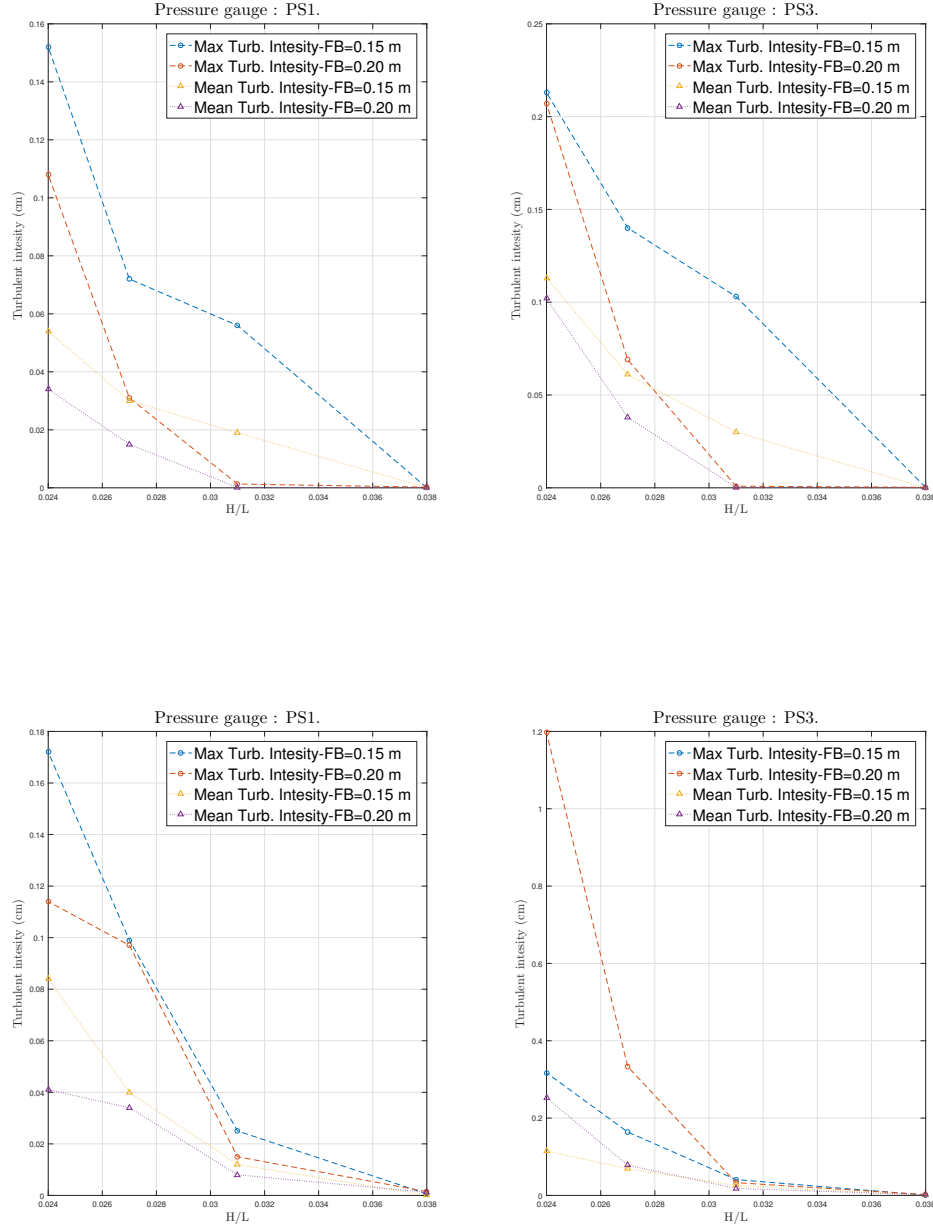 Pressure gauge : PS1.
0.16
0.14
0.12
0.1
0.08
0.06
0.04
0.02
0
Turbulent intesity (cm)
Max Turb. Intesity-FB=0.15 m
Max Turb. Intesity-FB=0.20 m
Mean Turb. Intesity-FB=0.15 m
Mean Turb. Intesity-FB=0.20 m
0.024 0.026 0.028 0.03 0.032 0.034 0.036 0.038
H/L
Pressure gauge : PS3.
0.25
0.2
0.15
0.1
0.05
0
Turbulent intesity (cm)
Max Turb. Intesity-FB=0.15 m
Max Turb. Intesity-FB=0.20 m
Mean Turb. Intesity-FB=0.15 m
Mean Turb. Intesity-FB=0.20 m
0.024 0.026 0.028 0.03 0.032 0.034 0.036 0.038
H/L
Pressure gauge : PS1.
0.18
0.16
0.14
0.12
0.1
0.08
0.06
0.04
0.02
0
Turbulent intesity (cm)
Max Turb. Intesity-FB=0.15 m
Max Turb. Intesity-FB=0.20 m
Mean Turb. Intesity-FB=0.15 m
Mean Turb. Intesity-FB=0.20 m
0.024 0.026 0.028 0.03 0.032 0.034 0.036 0.038
H/L
Pressure gauge : PS3.
1.2
1
0.8
0.6
0.4
0.2
0
Turbulent intesity (cm)
Max Turb. Intesity-FB=0.15 m
Max Turb. Intesity-FB=0.20 m
Mean Turb. Intesity-FB=0.15 m
Mean Turb. Intesity-FB=0.20 m
0.024 0.026 0.028 0.03 0.032 0.034 0.036 0.038
H/L